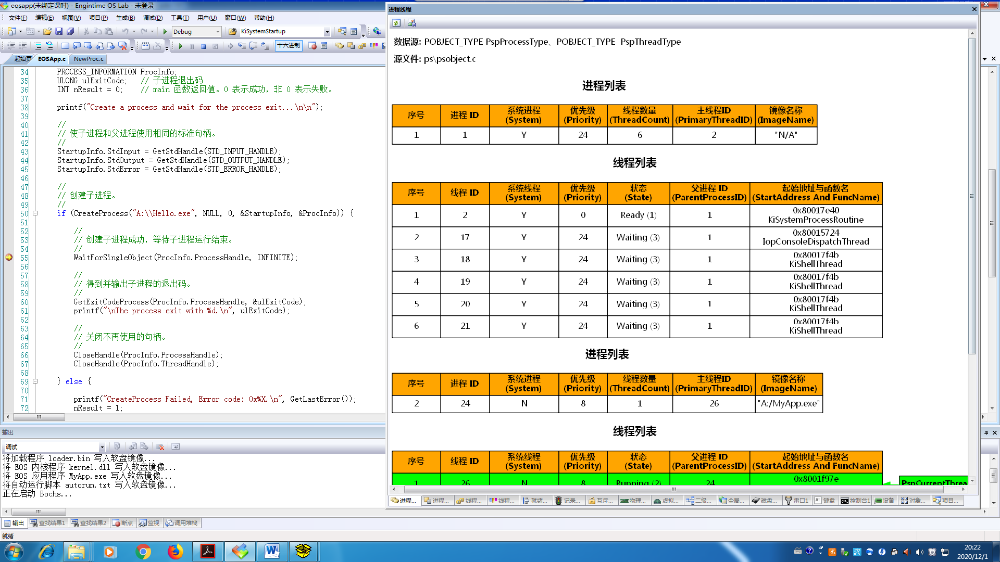 eosapp(未绑定课时) - Engintime OS Lab - 未登录
文件(F) 编辑(E) 视图(V) 项目(P) 生成(B) 调试(D) 工具(T) 用户(U) 窗口(W) 帮助(H)
Debug KiSystemStartup
十六进制
起始页 EOSApp.c NewProc.c
34 PROCESS_INFORMATION ProcInfo;
35 ULONG ulExitCode; // 子进程退出码
36 INT nResult = 0; // main 函数返回值。0 表示成功，非 0 表示失败。
37
38 printf("Create a process and wait for the process exit...\n\n");
39
40 //
41 // 使子进程和父进程使用相同的标准句柄。
42 //
43 StartupInfo.StdInput = GetStdHandle(STD_INPUT_HANDLE);
44 StartupInfo.StdOutput = GetStdHandle(STD_OUTPUT_HANDLE);
45 StartupInfo.StdError = GetStdHandle(STD_ERROR_HANDLE);
46
47 //
48 // 创建子进程。
49 //
50 if (CreateProcess("A:\\Hello.exe", NULL, 0, &StartupInfo, &ProcInfo)) {
51
52 //
53 // 创建子进程成功，等待子进程运行结束。
54 //
55 WaitForSingleObject(ProcInfo.ProcessHandle, INFINITE);
56
57 //
58 // 得到并输出子进程的退出码。
59 //
60 GetExitCodeProcess(ProcInfo.ProcessHandle, &ulExitCode);
61 printf("\nThe process exit with %d.\n", ulExitCode);
62
63 //
64 // 关闭不再使用的句柄。
65 //
66 CloseHandle(ProcInfo.ProcessHandle);
67 CloseHandle(ProcInfo.ThreadHandle);
68
69 } else {
70
71 printf("CreateProcess Failed, Error code: 0x%X.\n", GetLastError());
72 nResult = 1;
输出
调试
将加载程序 loader.bin 写入软盘镜像...
将 EOS 内核程序 kernel.dll 写入软盘镜像...
将 EOS 应用程序 MyApp.exe 写入软盘镜像...
将自动运行脚本 autorun.txt 写入软盘镜像...
正在启动 Bochs...
输出 查找结果1 查找结果2 断点 监视 调用堆栈
就绪
进程线程
数据源: POBJECT_TYPE PspProcessType、POBJECT_TYPE PspThreadType
源文件: ps\psobject.c
进程列表
序号 进程 ID 系统进程 (System) 优先级 (Priority) 线程数量 (ThreadCount) 主线程ID (PrimaryThreadID) 镜像名称 (ImageName)
1 1 Y 24 6 2 "N/A"
线程列表
序号 线程 ID 系统线程 (System) 优先级 (Priority) 状态 (State) 父进程 ID (ParentProcessID) 起始地址与函数名 (StartAddress And FuncName)
1 2 Y 0 Ready (1) 1 0x80017e40 KiSystemProcessRoutine
2 17 Y 24 Waiting (3) 1 0x80015724 IopConsoleDispatchThread
3 18 Y 24 Waiting (3) 1 0x80017f4b KiShellThread
4 19 Y 24 Waiting (3) 1 0x80017f4b KiShellThread
5 20 Y 24 Waiting (3) 1 0x80017f4b KiShellThread
6 21 Y 24 Waiting (3) 1 0x80017f4b KiShellThread
进程列表
序号 进程 ID 系统进程 (System) 优先级 (Priority) 线程数量 (ThreadCount) 主线程ID (PrimaryThreadID) 镜像名称 (ImageName)
2 24 N 8 1 26 "A:/MyApp.exe"
线程列表
序号 线程 ID 系统线程 (System) 优先级 (Priority) 状态 (State) 父进程 ID (ParentProcessID) 起始地址与函数名 (StartAddress And FuncName)
1 26 N 8 Running (2) 24 0x8001f97e PspCurrentThrea
进程... 进程... 线程... 线程... 就绪... 记录... 互斥... 物理... 虚拟... 二级... 全局... 磁盘... 串口1 键盘 控制台1 设备 对象... 项目...
20:22
2020/12/1